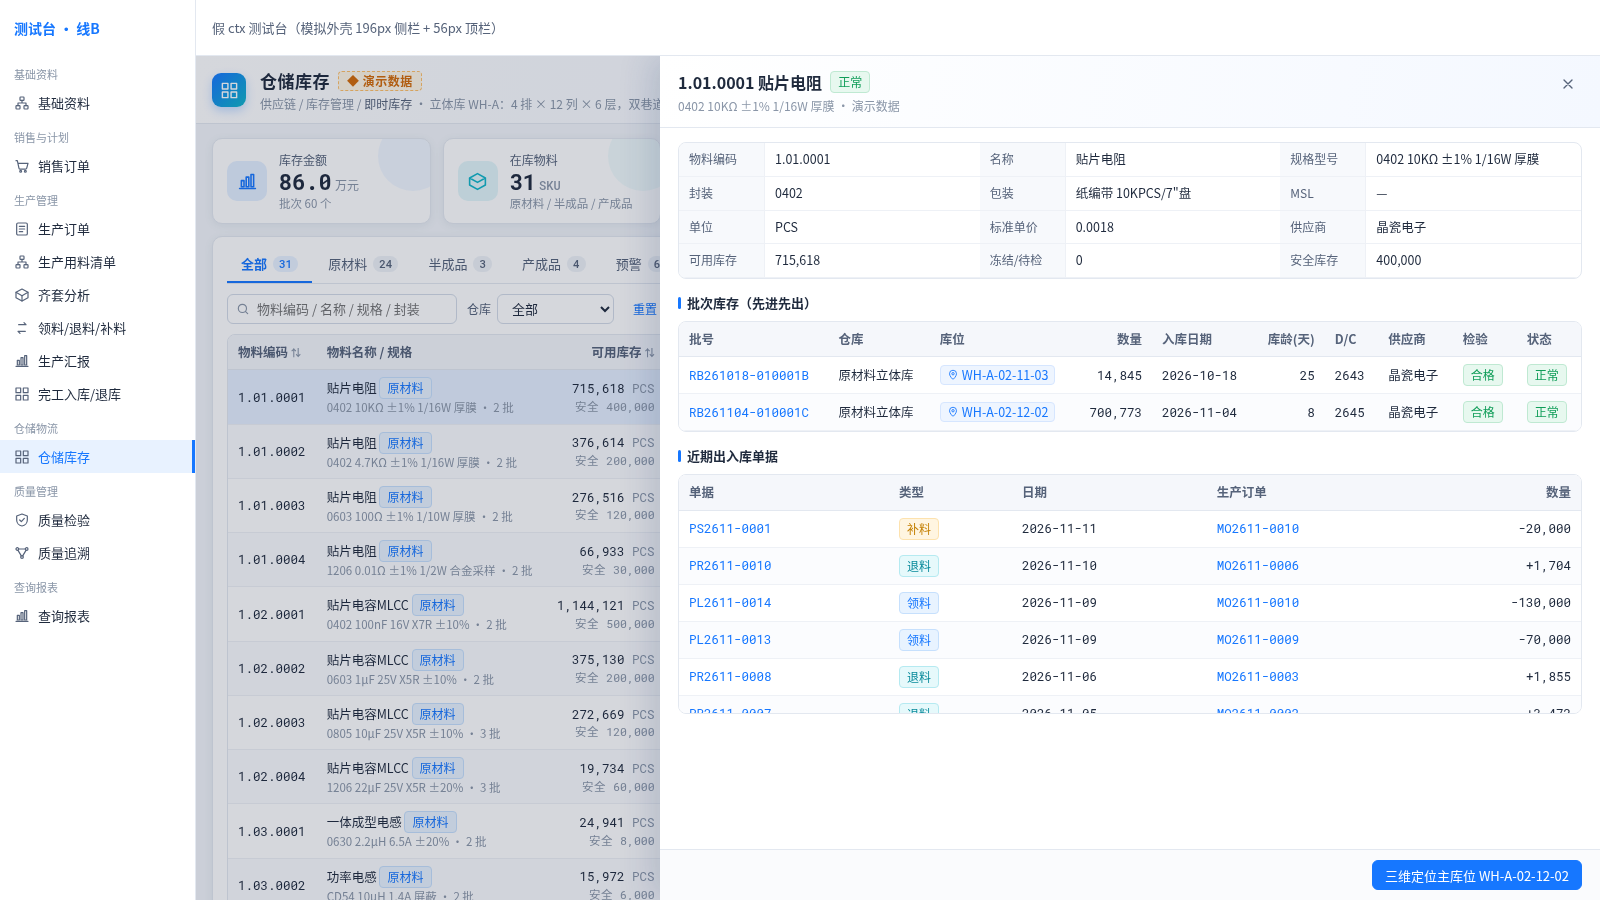 测试台 · 线B
基础资料
基础资料
销售与计划
销售订单
生产管理
生产订单
生产用料清单
齐套分析
领料/退料/补料
生产汇报
完工入库/退库
仓储物流
仓储库存
质量管理
质量检验
质量追溯
查询报表
查询报表
假 ctx 测试台（模拟外壳 196px 侧栏 + 56px 顶栏）
仓储库存 ◆ 演示数据
供应链 / 库存管理 / 即时库存 · 立体库 WH-A：4 排 × 12 列 × 6 层，双巷道
库存金额
86.0 万元
批次 60 个
在库物料
31 SKU
原材料 / 半成品 / 产成品
全部 31 原材料 24 半成品 3 产成品 4 预警 6
物料编码 / 名称 / 规格 / 封装 仓库 全部 重置
物料编码 物料名称 / 规格 可用库存
1.01.0001 贴片电阻 原材料 715,618 PCS
0402 10KΩ ±1% 1/16W 厚膜 · 2 批 安全 400,000
1.01.0002 贴片电阻 原材料 376,614 PCS
0402 4.7KΩ ±1% 1/16W 厚膜 · 2 批 安全 200,000
1.01.0003 贴片电阻 原材料 276,516 PCS
0603 100Ω ±1% 1/10W 厚膜 · 2 批 安全 120,000
1.01.0004 贴片电阻 原材料 66,933 PCS
1206 0.01Ω ±1% 1/2W 合金采样 · 2 批 安全 30,000
1.02.0001 贴片电容MLCC 原材料 1,144,121 PCS
0402 100nF 16V X7R ±10% · 2 批 安全 500,000
1.02.0002 贴片电容MLCC 原材料 375,130 PCS
0603 1μF 25V X5R ±10% · 2 批 安全 200,000
1.02.0003 贴片电容MLCC 原材料 272,669 PCS
0805 10μF 25V X5R ±10% · 3 批 安全 120,000
1.02.0004 贴片电容MLCC 原材料 19,734 PCS
1206 22μF 25V X5R ±20% · 3 批 安全 60,000
1.03.0001 一体成型电感 原材料 24,941 PCS
0630 2.2μH 6.5A ±20% · 2 批 安全 8,000
1.03.0002 功率电感 原材料 15,972 PCS
CD54 10μH 1.4A 屏蔽 · 2 批 安全 6,000
1.01.0001 贴片电阻 正常
0402 10KΩ ±1% 1/16W 厚膜 · 演示数据
物料编码 1.01.0001 名称 贴片电阻 规格型号 0402 10KΩ ±1% 1/16W 厚膜
封装 0402 包装 纸编带 10KPCS/7"盘 MSL —
单位 PCS 标准单价 0.0018 供应商 晶瓷电子
可用库存 715,618 冻结/待检 0 安全库存 400,000
批次库存（先进先出）
批号 仓库 库位 数量 入库日期 库龄(天) D/C 供应商 检验 状态
RB261018-010001B 原材料立体库 WH-A-02-11-03 14,845 2026-10-18 25 2643 晶瓷电子 合格 正常
RB261104-010001C 原材料立体库 WH-A-02-12-02 700,773 2026-11-04 8 2645 晶瓷电子 合格 正常
近期出入库单据
单据 类型 日期 生产订单 数量
PS2611-0001 补料 2026-11-11 MO2611-0010 -20,000
PR2611-0010 退料 2026-11-10 MO2611-0006 +1,704
PL2611-0014 领料 2026-11-09 MO2611-0010 -130,000
PL2611-0013 领料 2026-11-09 MO2611-0009 -70,000
PR2611-0008 退料 2026-11-06 MO2611-0003 +1,855
PR2611-0007 退料 2026-11-05
三维定位主库位 WH-A-02-12-02